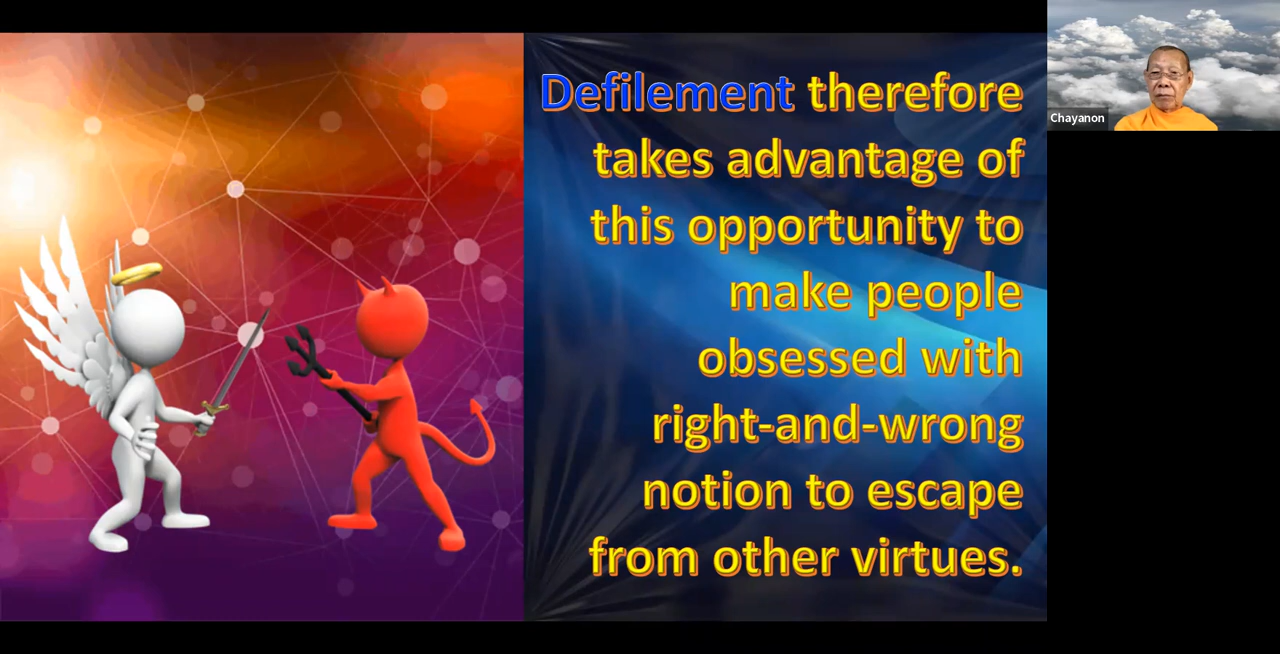 Defilement therefore
takes advantage of
this opportunity to
make people
obsessed with
right-and-wrong
notion to escape
from other virtues.
Chayanon